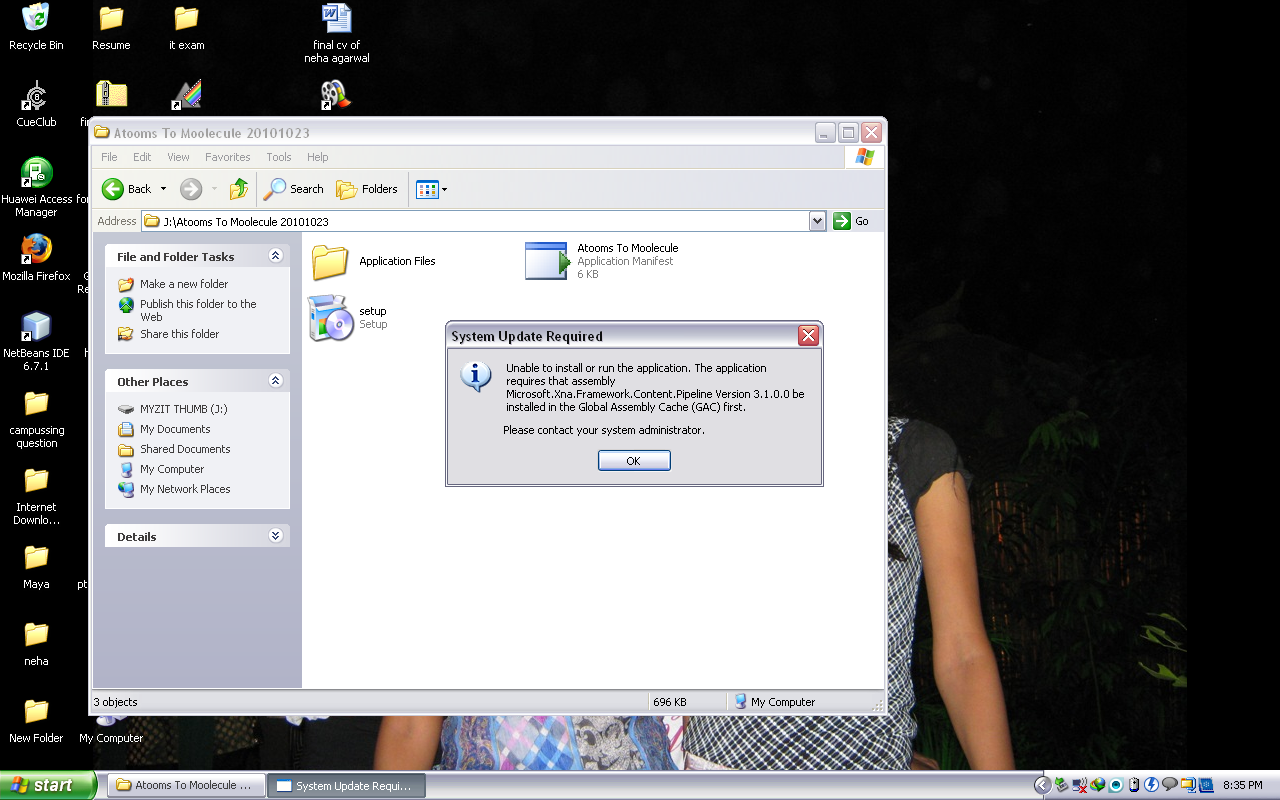 Recycle Bin
Resume
it exam
final cv of
neha agarwal
CueClub
Huawei Access
Manager
Mozilla Firefox
NetBeans IDE
6.7.1
campussing
question
Internet
Downlo...
Maya
neha
New Folder
My Computer
Atooms To Moolecule 20101023
File Edit View Favorites Tools Help
Back Search Folders
Address J:\Atooms To Moolecule 20101023 Go
File and Folder Tasks
Make a new folder
Publish this folder to the
Web
Share this folder
Other Places
MYZIT THUMB (J:)
My Documents
Shared Documents
My Computer
My Network Places
Details
Application Files
Atooms To Moolecule
Application Manifest
6 KB
setup
Setup
System Update Required
Unable to install or run the application. The application
requires that assembly
Microsoft.Xna.Framework.Content.Pipeline Version 3.1.0.0 be
installed in the Global Assembly Cache (GAC) first.
Please contact your system administrator.
OK
3 objects 696 KB My Computer
start Atooms To Moolecule ... System Update Requi... 8:35 PM